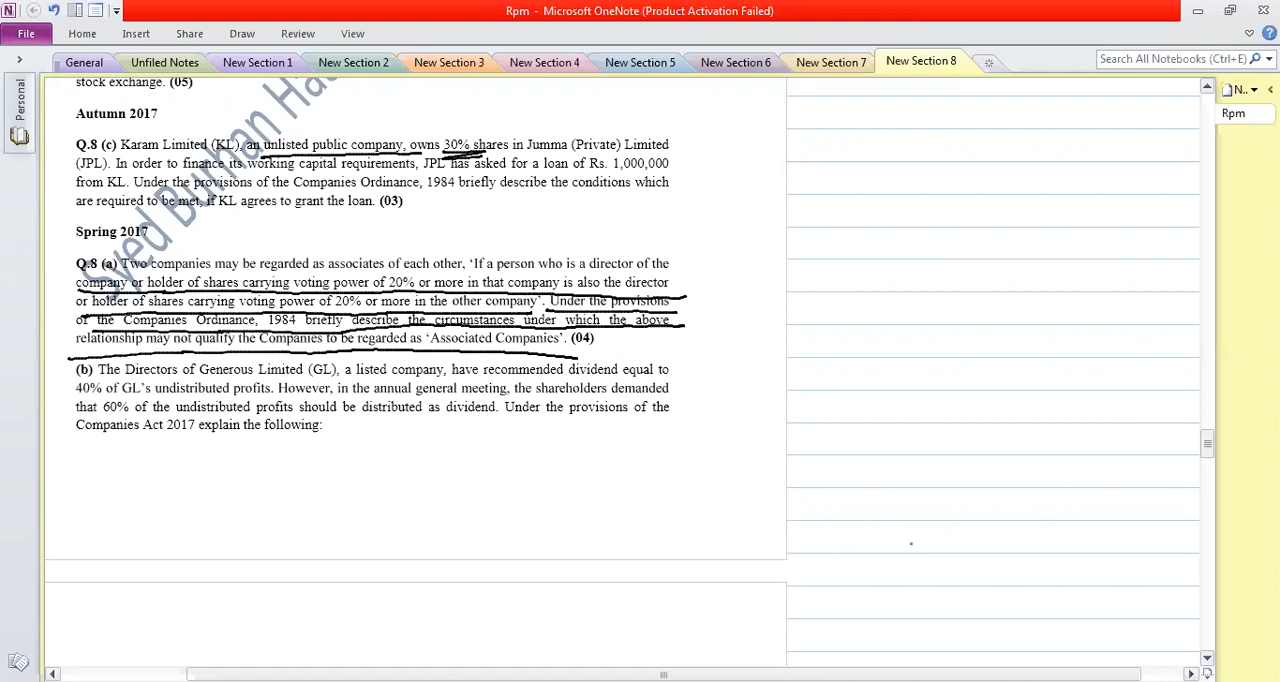 Rpm - Microsoft OneNote (Product Activation Failed)
File Home Insert Share Draw Review View
General Unfiled Notes New Section 1 New Section 2 New Section 3 New Section 4 New Section 5 New Section 6 New Section 7 New Section 8 Search All Notebooks (Ctrl+E)
Personal
N..
Rpm
stock exchange. (05)
Autumn 2017
Q.8 (c) Karam Limited (KL), an unlisted public company, owns 30% shares in Jumma (Private) Limited
(JPL). In order to finance its working capital requirements, JPL has asked for a loan of Rs. 1,000,000
from KL. Under the provisions of the Companies Ordinance, 1984 briefly describe the conditions which
are required to be met, if KL agrees to grant the loan. (03)
Spring 2017
Q.8 (a) Two companies may be regarded as associates of each other, ‘If a person who is a director of the
company or holder of shares carrying voting power of 20% or more in that company is also the director
or holder of shares carrying voting power of 20% or more in the other company’. Under the provisions
of the Companies Ordinance, 1984 briefly describe the circumstances under which the above
relationship may not qualify the Companies to be regarded as ‘Associated Companies’. (04)
(b) The Directors of Generous Limited (GL), a listed company, have recommended dividend equal to
40% of GL’s undistributed profits. However, in the annual general meeting, the shareholders demanded
that 60% of the undistributed profits should be distributed as dividend. Under the provisions of the
Companies Act 2017 explain the following:
Syed Burhan